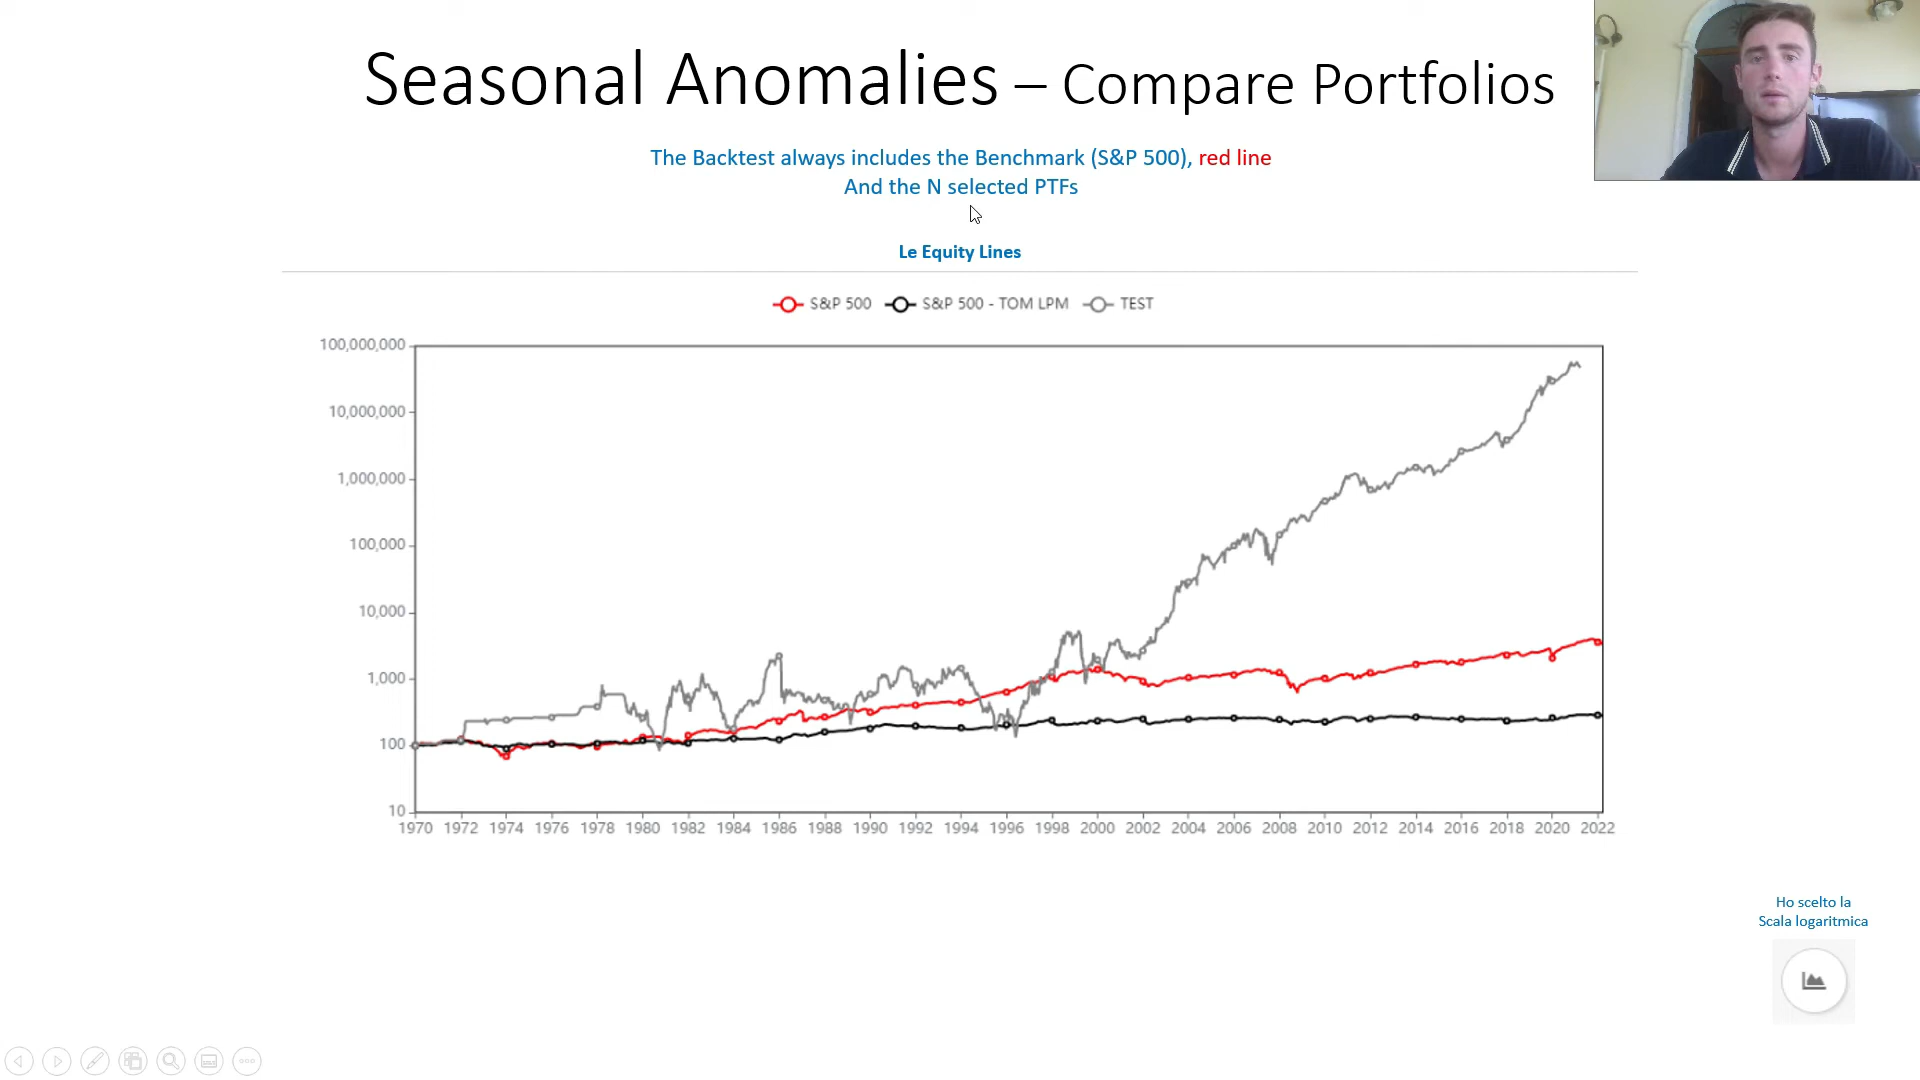 Seasonal Anomalies – Compare Portfolios
The Backtest always includes the Benchmark (S&P 500), red line
And the N selected PTFs
Le Equity Lines
S&P 500 S&P 500 - TOM LPM TEST
100,000,000
10,000,000
1,000,000
100,000
10,000
1,000
100
10
1970 1972 1974 1976 1978 1980 1982 1984 1986 1988 1990 1992 1994 1996 1998 2000 2002 2004 2006 2008 2010 2012 2014 2016 2018 2020 2022
Ho scelto la
Scala logaritmica